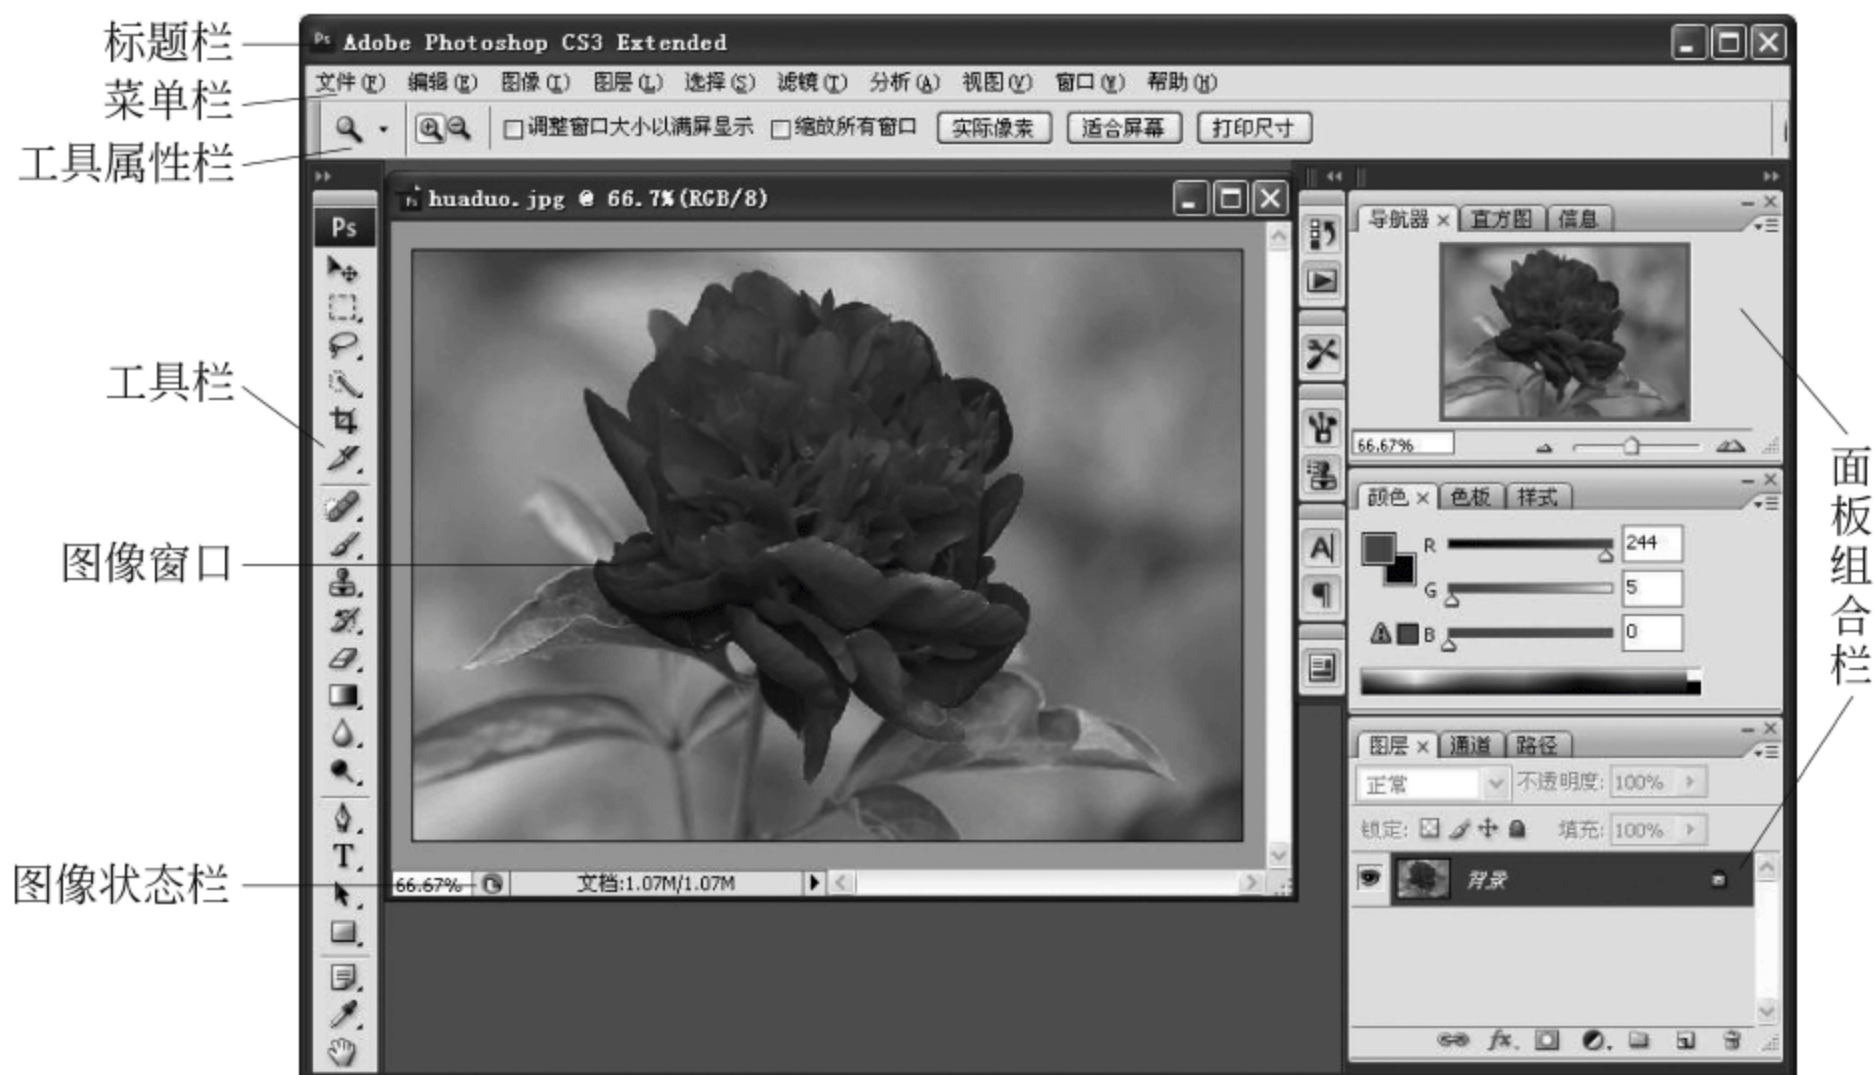 标题栏
菜单栏
工具属性栏
工具栏
图像窗口
图像状态栏
Ps Adobe Photoshop CS3 Extended
文件(F) 编辑(E) 图像(I) 图层(L) 选择(S) 滤镜(T) 分析(A) 视图(V) 窗口(W) 帮助(H)
调整窗口大小以满屏显示 缩放所有窗口 实际像素 适合屏幕 打印尺寸
huaduo.jpg @ 66.7%(RGB/8)
Ps
T
66.67% 文档:1.07M/1.07M
A
导航器 × 直方图 信息
66.67%
颜色 × 色板 样式
R 244
G 5
B 0
图层 × 通道 路径
正常 不透明度: 100%
锁定: 填充: 100%
背景
fx.
面板组合栏